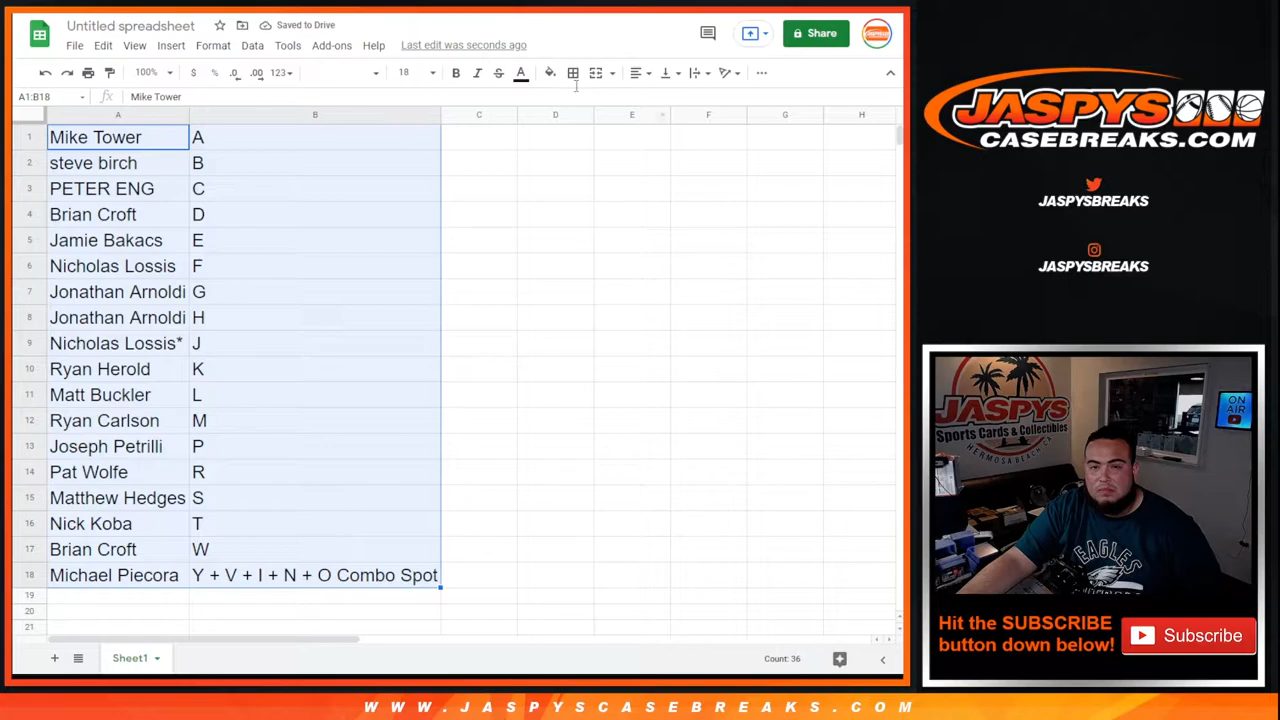 Untitled spreadsheet
Saved to Drive
File Edit View Insert Format Data Tools Add-ons Help Last edit was seconds ago
Share
100% $ % .0 .00 123 18 B I S A
A1:B18 fx Mike Tower
A B C D E F G H
1 Mike Tower A
2 steve birch B
3 PETER ENG C
4 Brian Croft D
5 Jamie Bakacs E
6 Nicholas Lossis F
7 Jonathan Arnoldi G
8 Jonathan Arnoldi H
9 Nicholas Lossis* J
10 Ryan Herold K
11 Matt Buckler L
12 Ryan Carlson M
13 Joseph Petrilli P
14 Pat Wolfe R
15 Matthew Hedges S
16 Nick Koba T
17 Brian Croft W
18 Michael Piecora Y + V + I + N + O Combo Spot
19
20
21
Sheet1
Count: 36
JASPYS
CASEBREAKS.COM
JASPYSBREAKS
JASPYSBREAKS
JASPYS
Sports Cards & Collectibles
HERMOSA BEACH CA
ON
AIR
EAGLES
Hit the SUBSCRIBE
button down below!
Subscribe
WWW.JASPYSCASEBREAKS.COM